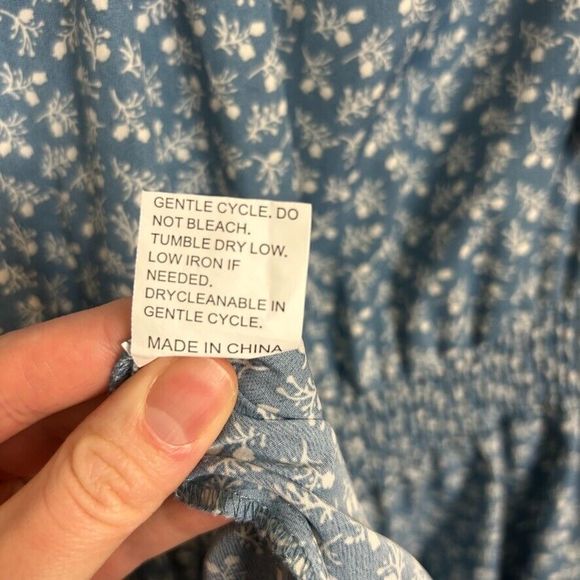 GENTLE CYCLE. DO
NOT BLEACH.
TUMBLE DRY LOW.
LOW IRON IF
NEEDED.
DRYCLEANABLE IN
GENTLE CYCLE.
MADE IN CHINA